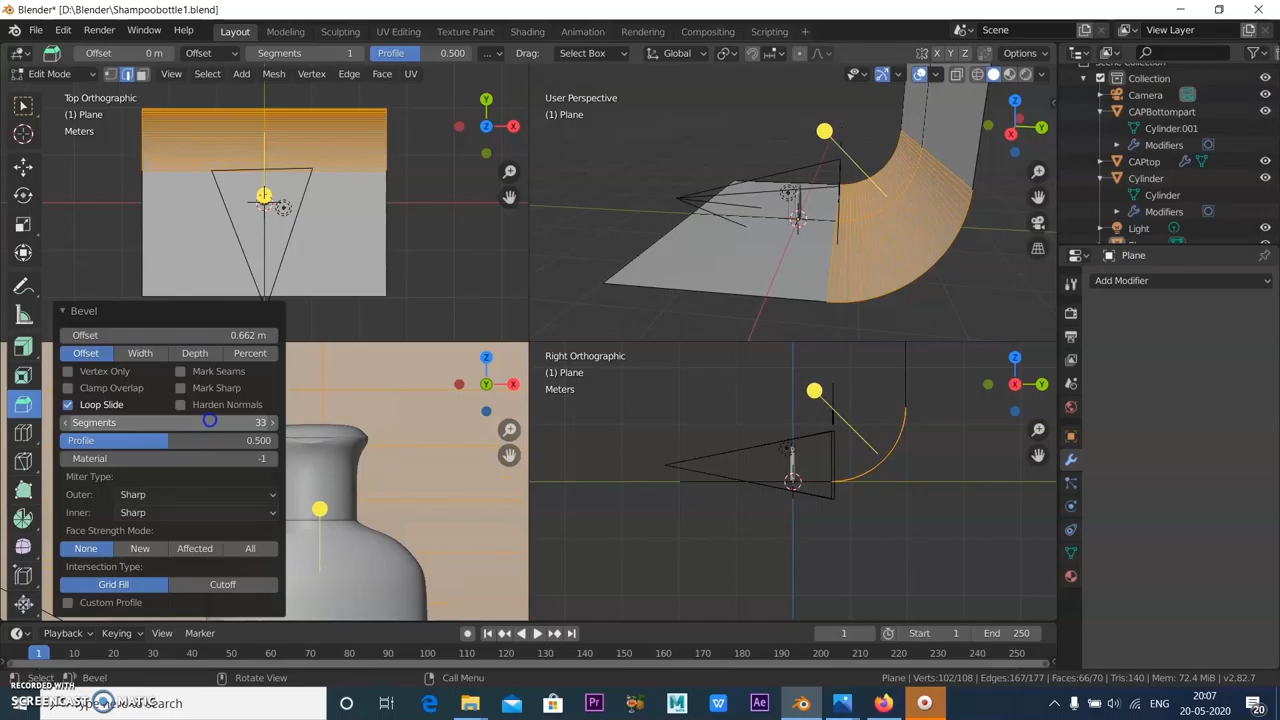 Blender* [D:\Blender\Shampoobottle1.blend]
File Edit Render Window Help Layout Modeling Sculpting UV Editing Texture Paint Shading Animation Rendering Compositing Scripting + Scene View Layer
Offset 0 m Offset Segments 1 Profile 0.500 ... Drag: Select Box Global X Y Z Options
Edit Mode View Select Add Mesh Vertex Edge Face UV
Scene Collection
Collection
Camera
CAPBottompart
Cylinder.001
Modifiers
CAPtop
Cylinder
Cylinder
Modifiers
Light
Top Orthographic
(1) Plane
Meters
Y
Z
X
User Perspective
(1) Plane
Z
Y
X
Plane
Add Modifier
Bevel
Offset 0.662 m
Offset Width Depth Percent
Vertex Only Mark Seams
Clamp Overlap Mark Sharp
Loop Slide Harden Normals
Segments 33
Profile 0.500
Material -1
Miter Type:
Outer: Sharp
Inner: Sharp
Face Strength Mode:
None New Affected All
Intersection Type:
Grid Fill Cutoff
Custom Profile
Z
Y
X
Right Orthographic
(1) Plane
Meters
Z
X
Y
Playback Keying View Marker 1 Start 1 End 250
1 10 20 30 40 50 60 70 80 90 100 110 120 130 140 150 160 170 180 190 200 210 220 230 240 250
Select Bevel Rotate View Call Menu Plane | Verts:102/108 | Edges:167/177 | Faces:66/70 | Tris:140 | Mem: 72.4 MiB | v2.82.7
RECORDED WITH
SCREENCAST MATIC
here to search
Pr Ae ENG 20:07
20-05-2020 20